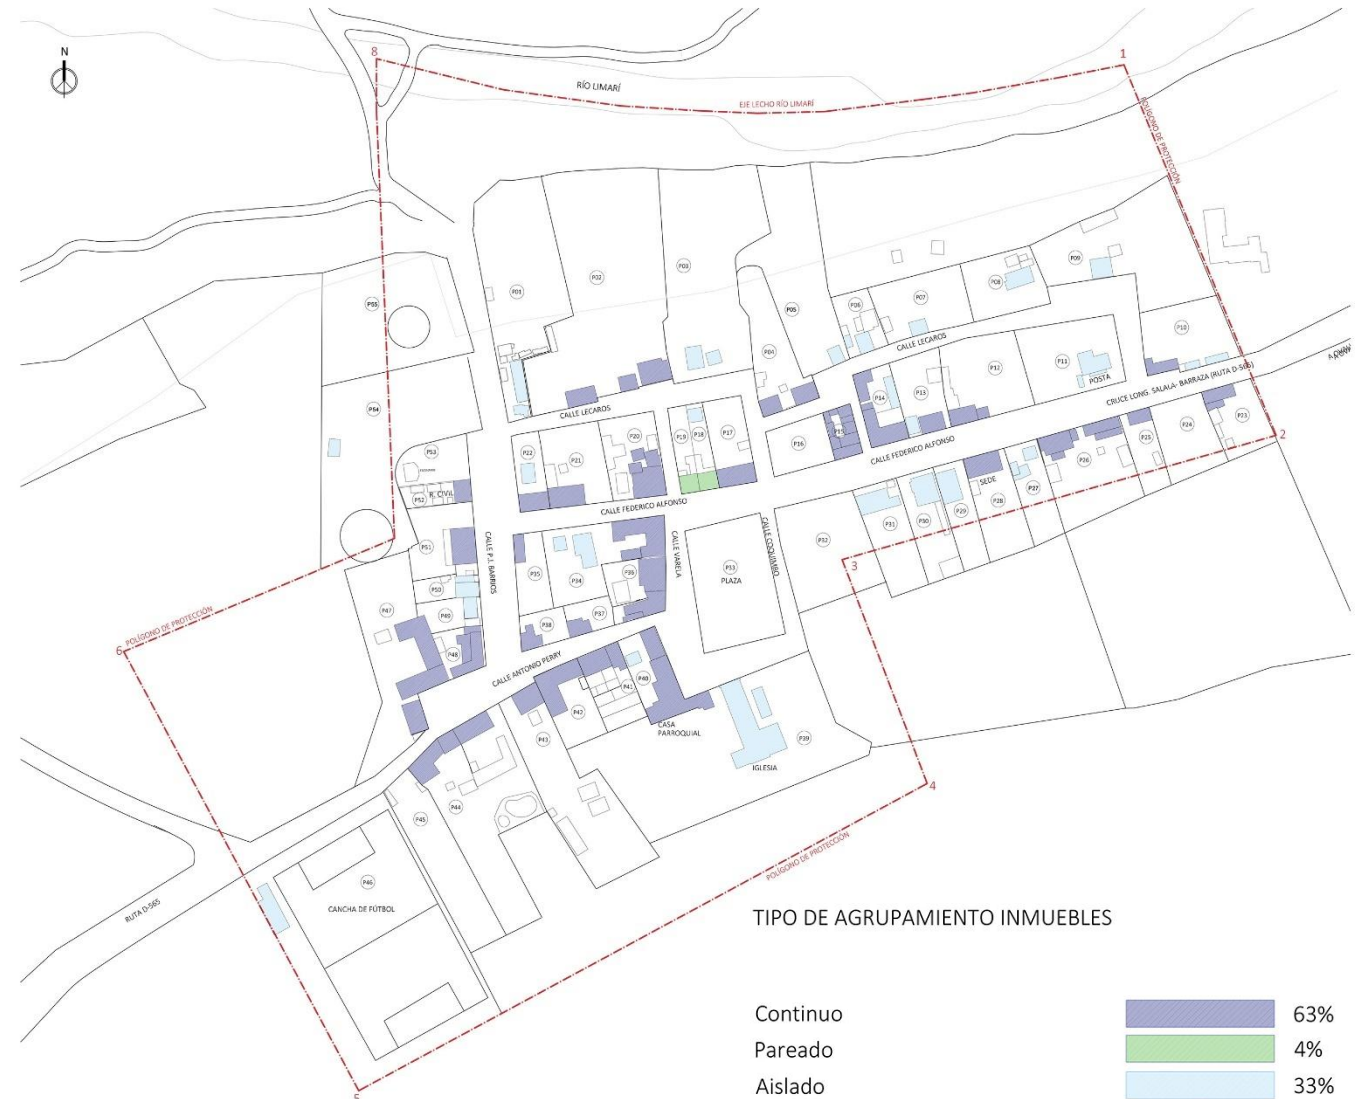 N
8
1
RÍO LIMARÍ
EJE LECHO RÍO LIMARÍ
POLÍGONO DE PROTECCIÓN
P01
P02
P03
P04
P05
P06
P07
P08
P09
P10
P55
P54
CALLE LECAROS
CALLE LECAROS
P11
POSTA
P12
P13
P14
P15
P16
P17
P18
P19
P20
P21
P22
P53
P52
R. CIVIL
CRUCE LONG. SALALA- BARRAZA (RUTA D-565)
CALLE FEDERICO ALFONSO
CALLE FEDERICO ALFONSO
P23
2
P24
P25
P26
P27
SEDE
P28
P29
P30
P31
P32
3
CALLE COQUIMBO
P33
PLAZA
CALLE VARELA
P34
P35
P36
P37
P38
CALLE P.J. BARRIOS
P51
P50
P49
P48
P47
6
POLÍGONO DE PROTECCIÓN
CALLE ANTONIO PERRY
P40
P41
P42
P43
CASA
PARROQUIAL
P39
IGLESIA
4
POLÍGONO DE PROTECCIÓN
P44
P45
P46
CANCHA DE FÚTBOL
RUTA D-565
5
TIPO DE AGRUPAMIENTO INMUEBLES
Continuo 63%
Pareado 4%
Aislado 33%